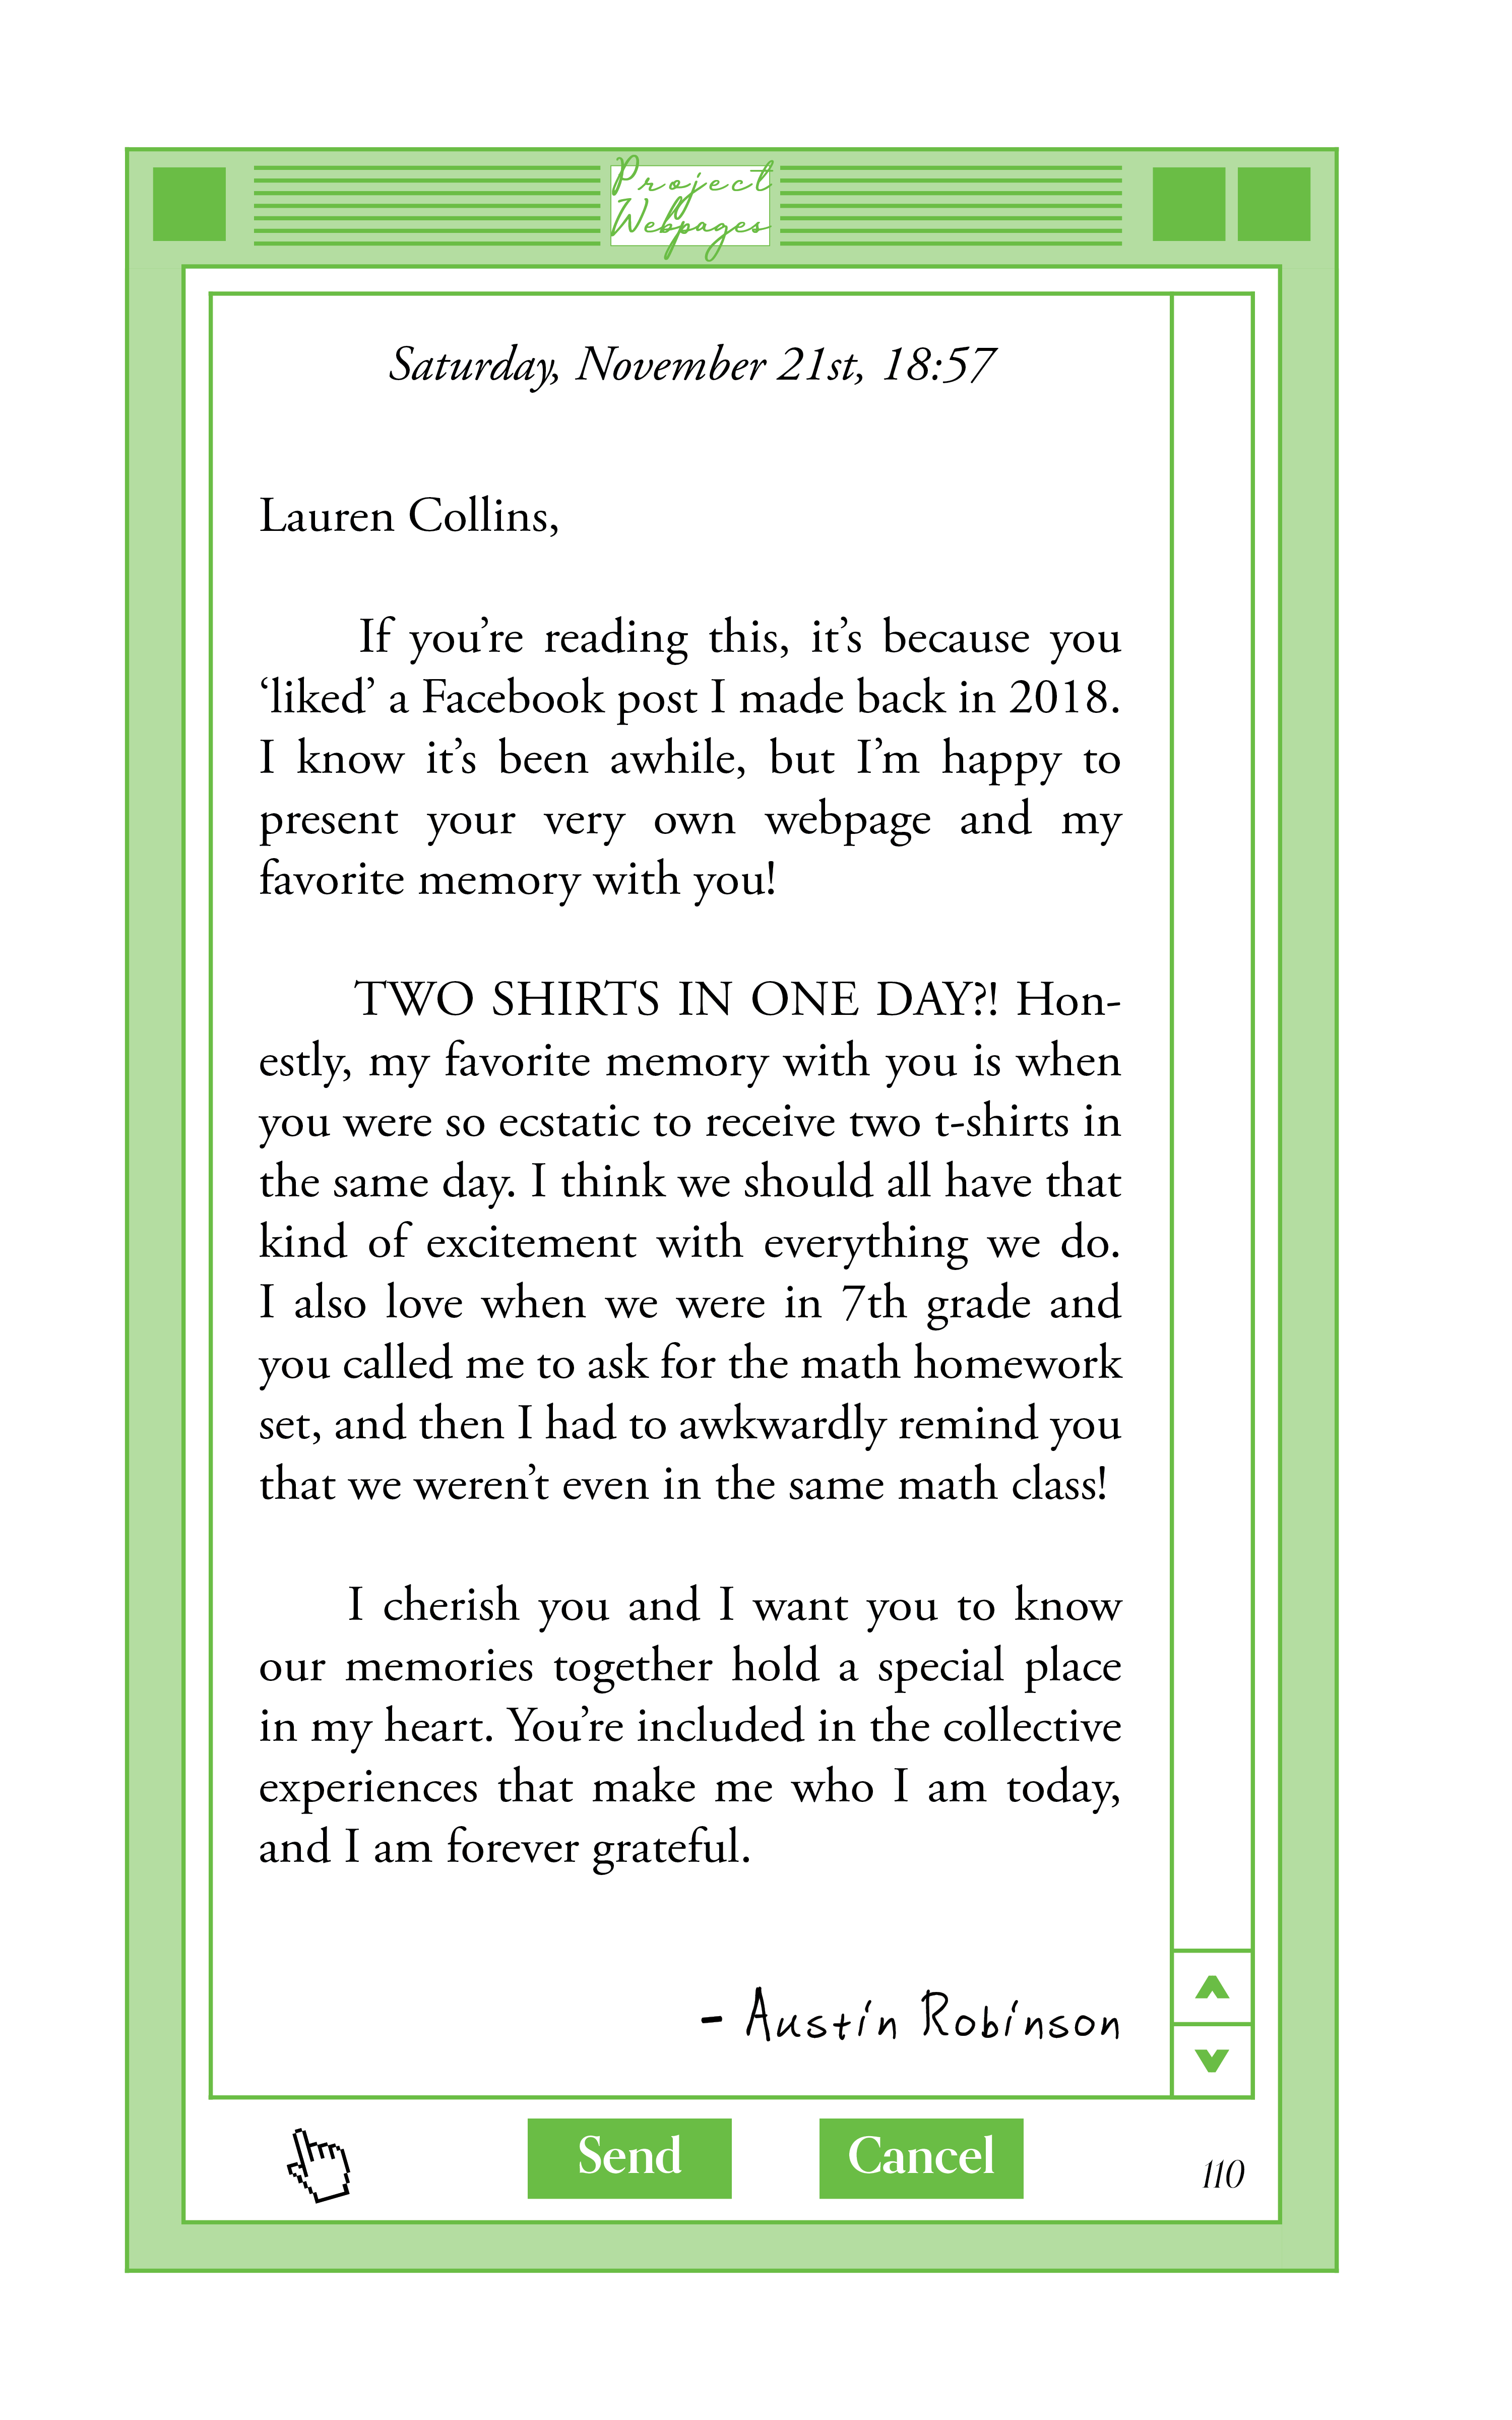 Project
Webpages
Saturday, November 21st, 18:57
Lauren Collins,
If you’re reading this, it’s because you
‘liked’ a Facebook post I made back in 2018.
I know it’s been awhile, but I’m happy to
present your very own webpage and my
favorite memory with you!
TWO SHIRTS IN ONE DAY?! Hon-
estly, my favorite memory with you is when
you were so ecstatic to receive two t-shirts in
the same day. I think we should all have that
kind of excitement with everything we do.
I also love when we were in 7th grade and
you called me to ask for the math homework
set, and then I had to awkwardly remind you
that we weren’t even in the same math class!
I cherish you and I want you to know
our memories together hold a special place
in my heart. You’re included in the collective
experiences that make me who I am today,
and I am forever grateful.
- Austin Robinson
Send Cancel
110